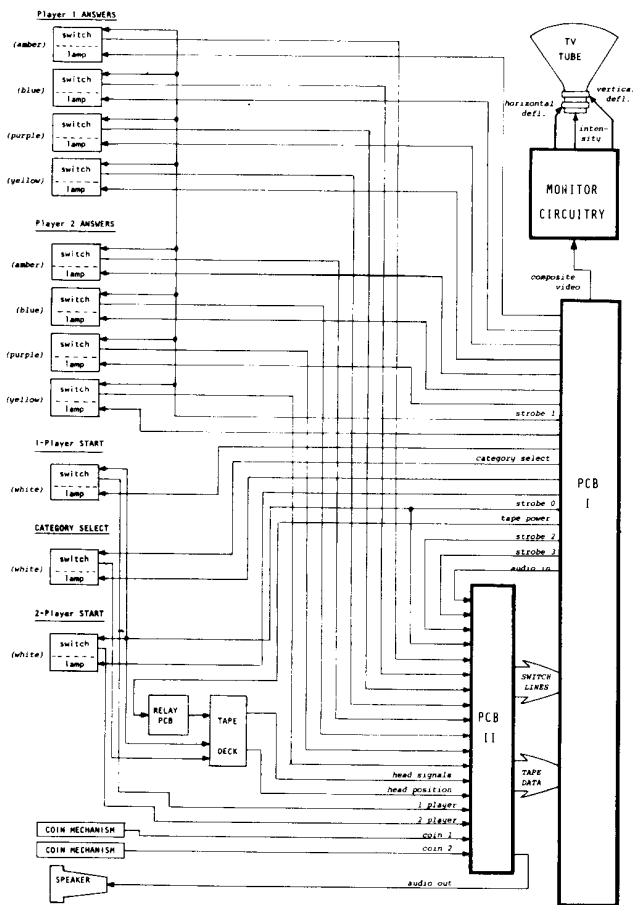 Player 1 ANSWERS
switch
(amber)
lamp
switch
(blue)
lamp
switch
(purple)
lamp
switch
(yellow)
lamp
Player 2 ANSWERS
switch
(amber)
lamp
switch
(blue)
lamp
switch
(purple)
lamp
switch
(yellow)
lamp
1-Player START
switch
(white)
lamp
CATEGORY SELECT
switch
(white)
lamp
2-Player START
switch
(white)
lamp
RELAY
PCB
TAPE
DECK
COIN MECHANISM
COIN MECHANISM
SPEAKER
TV
TUBE
horizontal
defl.
vertical
defl.
inten-
sity
MONITOR
CIRCUITRY
composite
video
strobe 1
category select
strobe 0
tape power
strobe 2
strobe 3
audio in
PCB
I
PCB
II
SWITCH
LINES
TAPE
DATA
head signals
head position
1 player
2 player
coin 1
coin 2
audio out